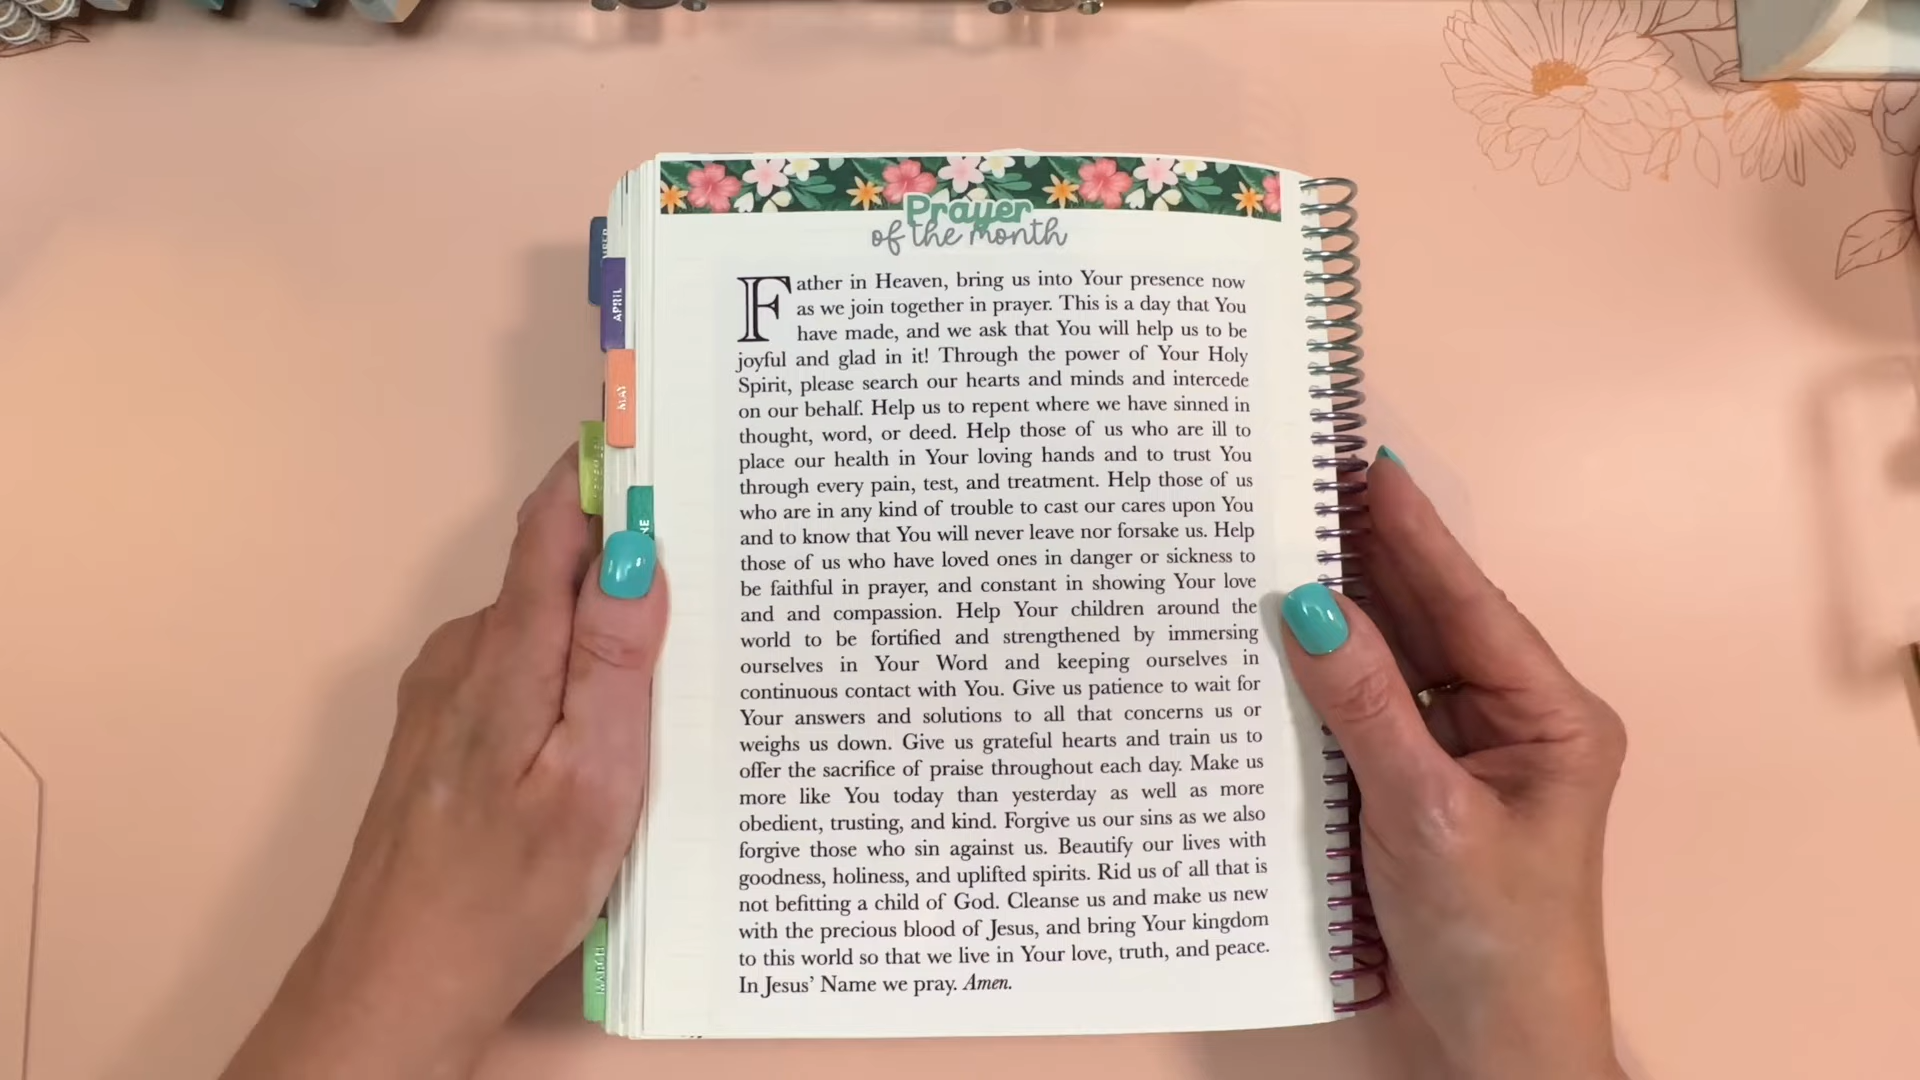 Prayer
of the month
Father in Heaven, bring us into Your presence now
as we join together in prayer. This is a day that You
have made, and we ask that You will help us to be
joyful and glad in it! Through the power of Your Holy
Spirit, please search our hearts and minds and intercede
on our behalf. Help us to repent where we have sinned in
thought, word, or deed. Help those of us who are ill to
place our health in Your loving hands and to trust You
through every pain, test, and treatment. Help those of us
who are in any kind of trouble to cast our cares upon You
and to know that You will never leave nor forsake us. Help
those of us who have loved ones in danger or sickness to
be faithful in prayer, and constant in showing Your love
and and compassion. Help Your children around the
world to be fortified and strengthened by immersing
ourselves in Your Word and keeping ourselves in
continuous contact with You. Give us patience to wait for
Your answers and solutions to all that concerns us or
weighs us down. Give us grateful hearts and train us to
offer the sacrifice of praise throughout each day. Make us
more like You today than yesterday as well as more
obedient, trusting, and kind. Forgive us our sins as we also
forgive those who sin against us. Beautify our lives with
goodness, holiness, and uplifted spirits. Rid us of all that is
not befitting a child of God. Cleanse us and make us new
with the precious blood of Jesus, and bring Your kingdom
to this world so that we live in Your love, truth, and peace.
In Jesus’ Name we pray. Amen.
APRIL
MAY
NE
MARCH